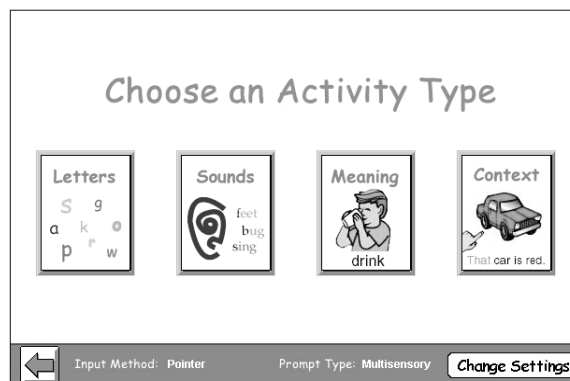 Choose an Activity Type
Letters
s g
a k o
p r w
Sounds
feet
bug
sing
Meaning
drink
Context
That car is red.
Input Method: Pointer
Prompt Type: Multisensory
Change Settings